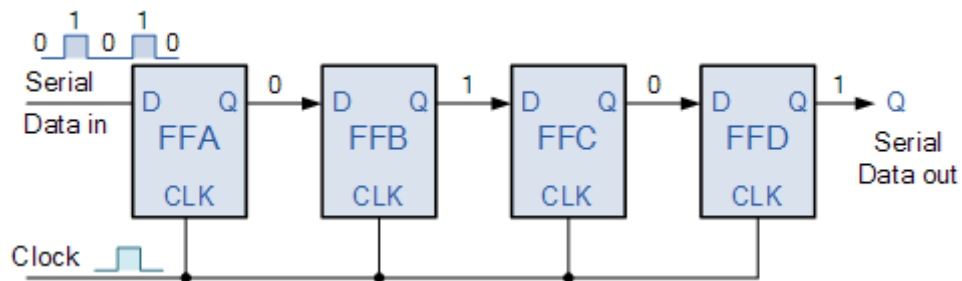 1 1
0 0 0
Serial
Data in
0 1 0 1
D Q D Q D Q D Q Q
FFA FFB FFC FFD
Serial
Data out
CLK CLK CLK CLK
Clock